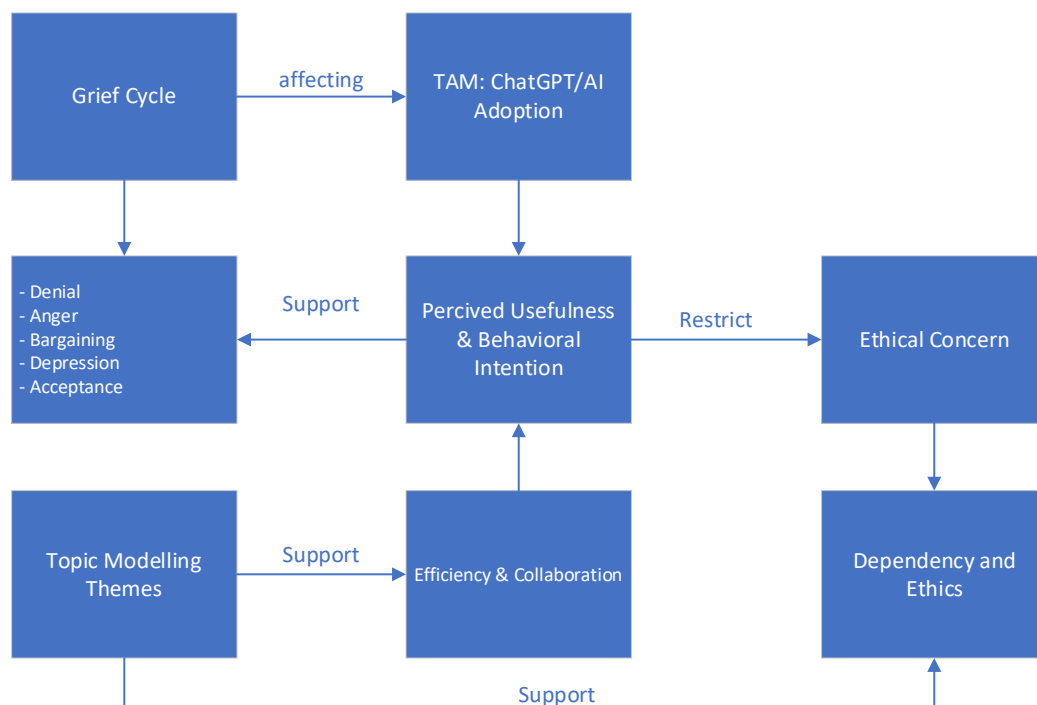 Grief Cycle
affecting
TAM: ChatGPT/AI
Adoption
- Denial
- Anger
- Bargaining
- Depression
- Acceptance
Support
Percived Usefulness
& Behavioral
Intention
Restrict
Ethical Concern
Topic Modelling
Themes
Support
Efficiency & Collaboration
Dependency and
Ethics
Support